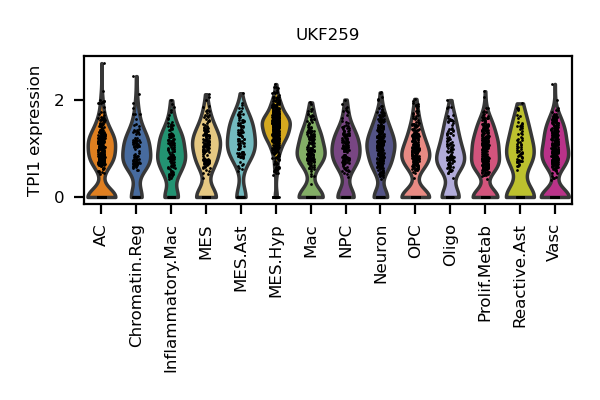 UKF259
TPI1 expression
2
0
AC
Chromatin.Reg
Inflammatory.Mac
MES
MES.Ast
MES.Hyp
Mac
NPC
Neuron
OPC
Oligo
Prolif.Metab
Reactive.Ast
Vasc